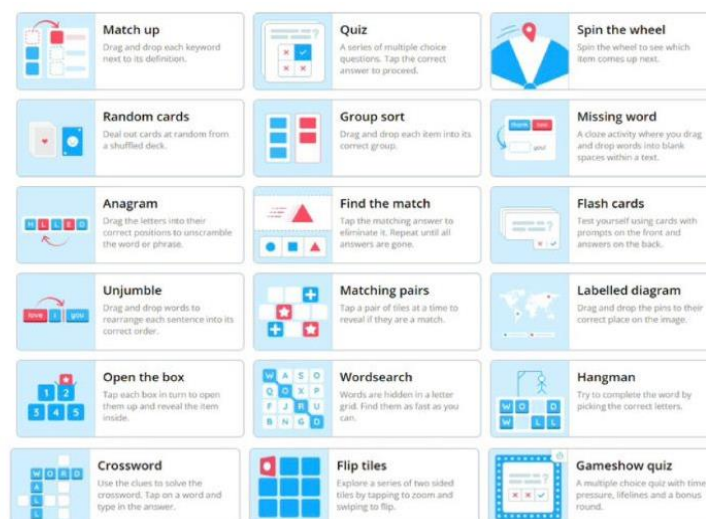 Match up
Drag and drop each keyword
next to its definition.
Quiz
A series of multiple choice
questions. Tap the correct
answer to proceed.
Spin the wheel
Spin the wheel to see which
item comes up next.
Random cards
Deal out cards at random from
a shuffled deck.
Group sort
Drag and drop each item into its
correct group.
thank
you!
Missing word
A cloze activity where you drag
and drop words into blank
spaces within a text.
H L L E O
Anagram
Drag the letters into their
correct positions to unscramble
the word or phrase.
Find the match
Tap the matching answer to
eliminate it. Repeat until all
answers are gone.
Flash cards
Test yourself using cards with
prompts on the front and
answers on the back.
love I you
Unjumble
Drag and drop words to
rearrange each sentence into its
correct order.
Matching pairs
Tap a pair of tiles at a time to
reveal if they are a match.
Labelled diagram
Drag and drop the pins to their
correct place on the image.
1 2
3 4 5
Open the box
Tap each box in turn to open
them up and reveal the item
inside.
W A S O
Q O X P
F J R U
B N G D
Wordsearch
Words are hidden in a letter
grid. Find them as fast as you
can.
W O D
W L L
Hangman
Try to complete the word by
picking the correct letters.
W O R D
A
L
L
Crossword
Use the clues to solve the
crossword. Tap on a word and
type in the answer.
Flip tiles
Explore a series of two sided
tiles by tapping to zoom and
swiping to flip.
Gameshow quiz
A multiple choice quiz with time
pressure, lifelines and a bonus
round.